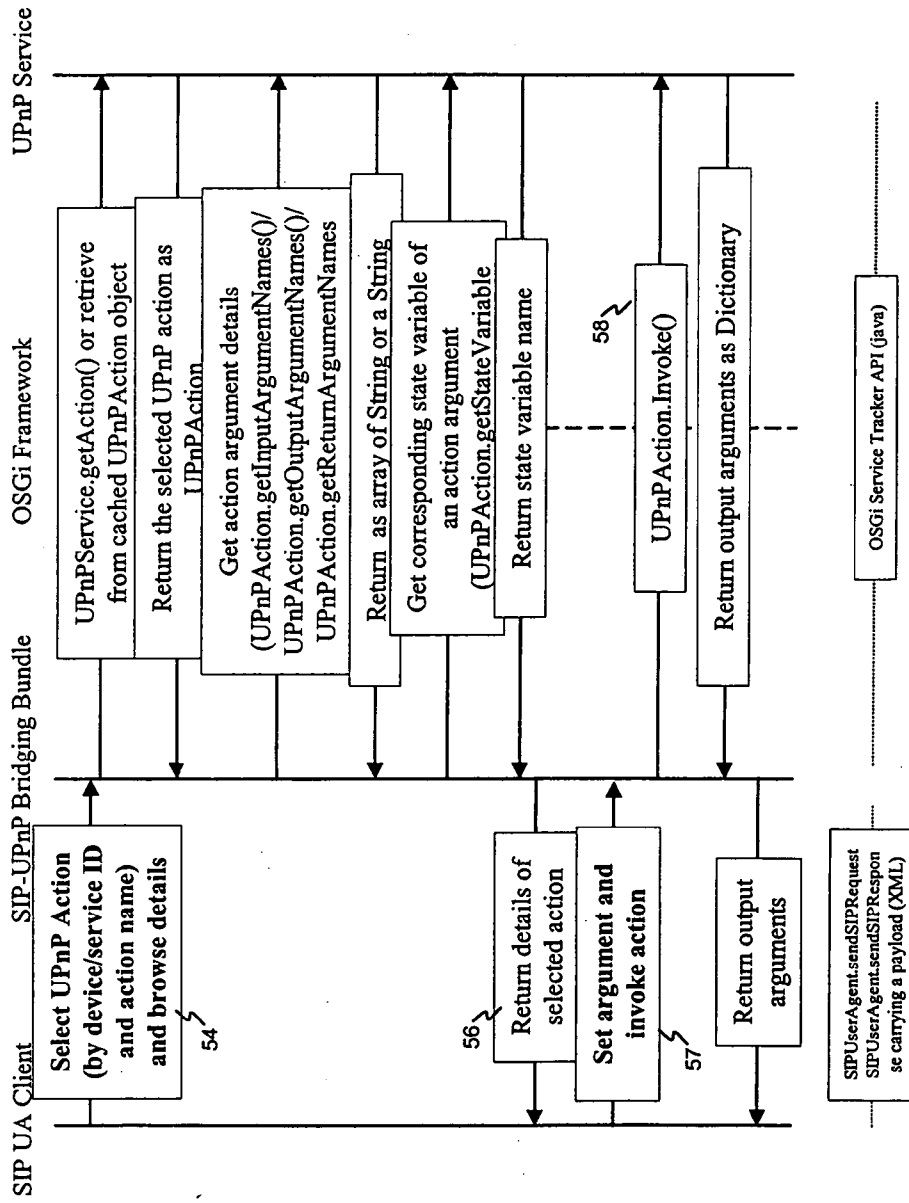 SIP UA Client
SIP-UPnP Bridging Bundle
OSGi Framework
UPnP Service
Select UPnP Action
(by device/service ID
and action name)
and browse details
54
UPnPService.getAction() or retrieve
from cached UPnPAction object
Return the selected UPnP action as
UPnPAction
Get action argument details
(UPnPAction.getInputArgumentNames()/
UPnPAction.getOutputArgumentNames()/
UPnPAction.getReturnArgumentNames
Return as array of String or a String
Get corresponding state variable of
an action argument
(UPnPAction.getStateVariable
Return state variable name
56
Return details of
selected action
Set argument and
invoke action
57
58
UPnPAction.Invoke()
Return output arguments as Dictionary
Return output
arguments
SIPUserAgent.sendSIPRequest
SIPUserAgent.sendSIPRespon
se carrying a payload (XML)
OSGi Service Tracker API (java)